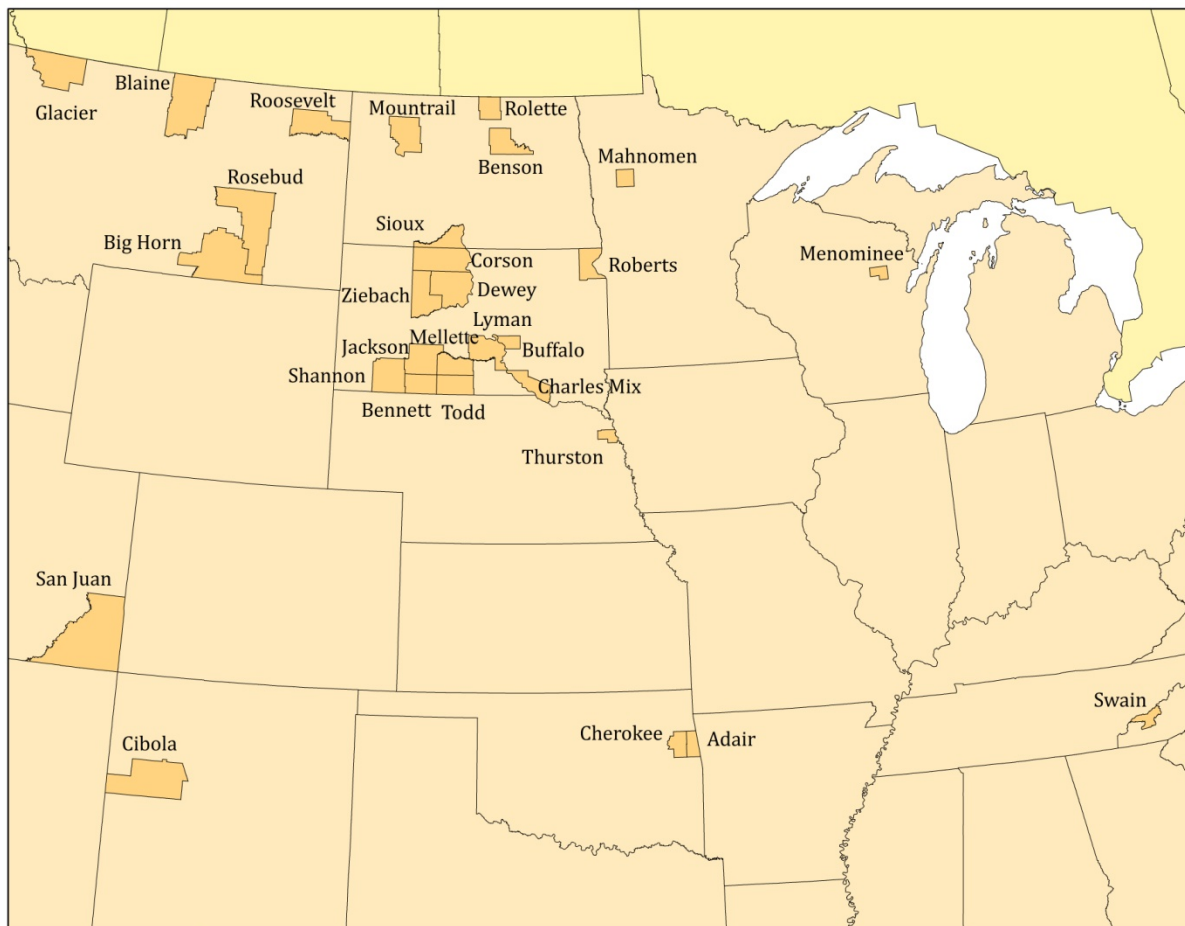 Glacier
Blaine
Roosevelt
Mountrail
Rolette
Benson
Mahnomen
Rosebud
Big Horn
Sioux
Corson
Ziebach
Dewey
Roberts
Menominee
Lyman
Mellette
Jackson
Buffalo
Shannon
Charles Mix
Bennett
Todd
Thurston
San Juan
Swain
Cibola
Cherokee
Adair